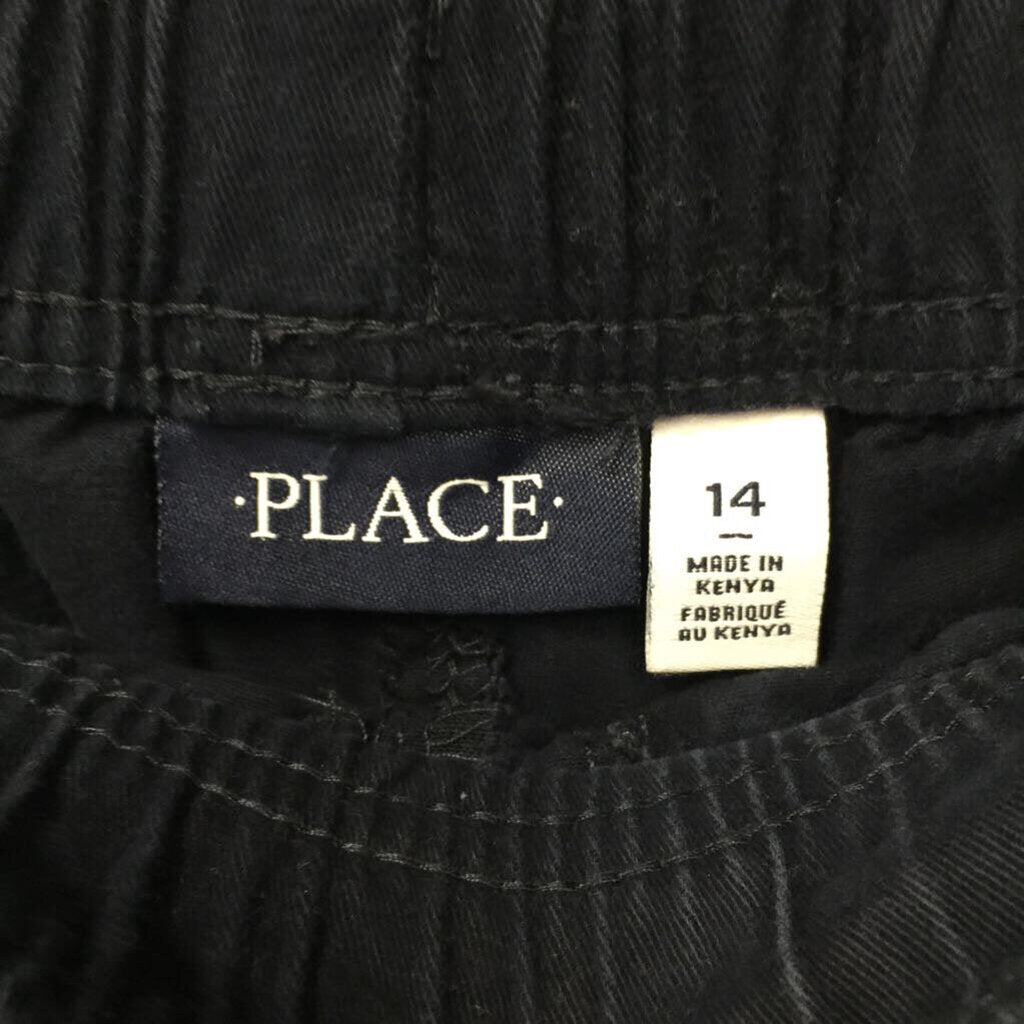 ·PLACE·
14
MADE IN
KENYA
FABRIQUÉ
AU KENYA